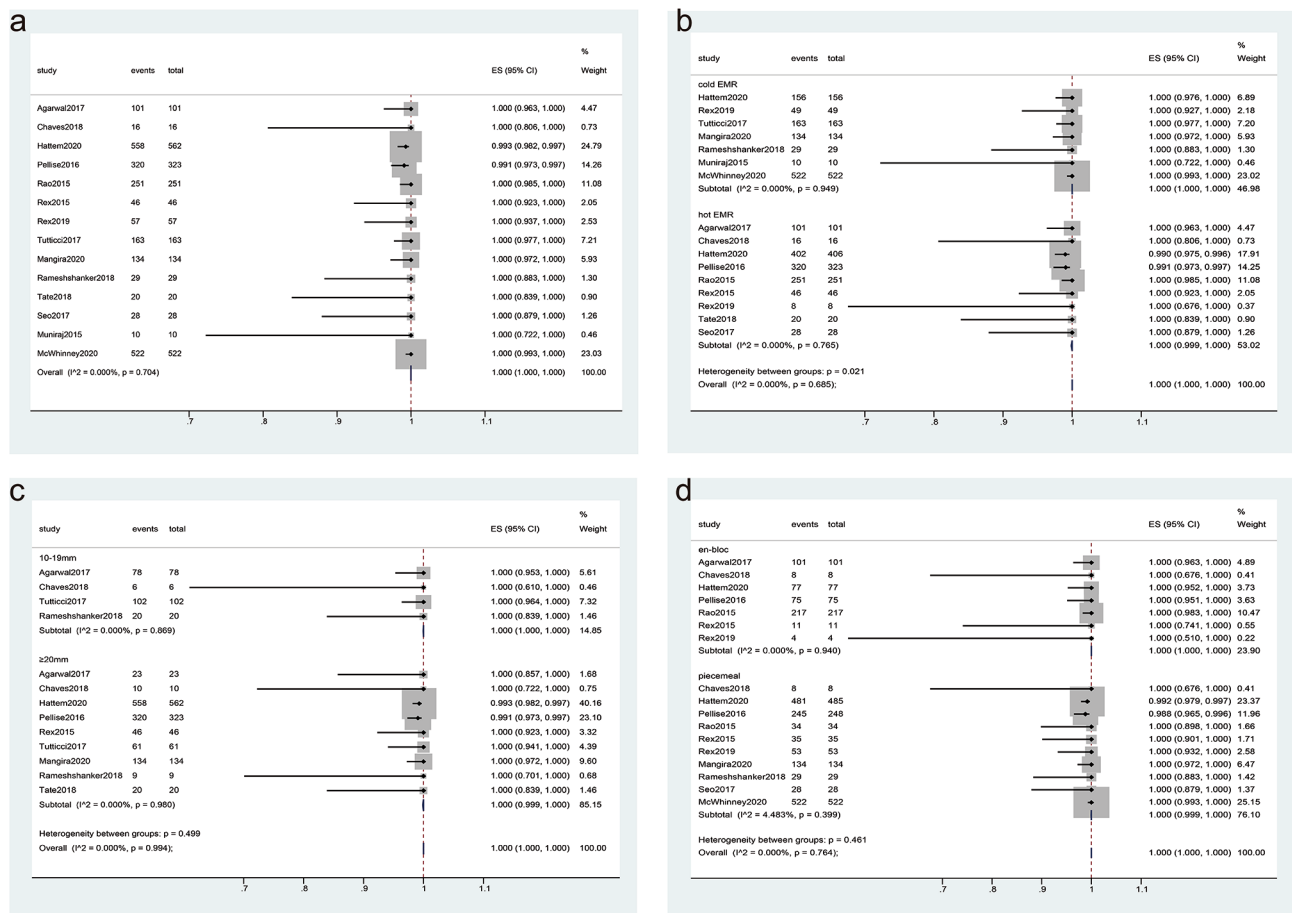 a
%
study events total ES (95% CI) Weight
Agarwal2017 101 101 1.000 (0.963, 1.000) 4.47
Chaves2018 16 16 1.000 (0.806, 1.000) 0.73
Hattem2020 558 562 0.993 (0.982, 0.997) 24.79
Pellise2016 320 323 0.991 (0.973, 0.997) 14.26
Rao2015 251 251 1.000 (0.985, 1.000) 11.08
Rex2015 46 46 1.000 (0.923, 1.000) 2.05
Rex2019 57 57 1.000 (0.937, 1.000) 2.53
Tutticci2017 163 163 1.000 (0.977, 1.000) 7.21
Mangira2020 134 134 1.000 (0.972, 1.000) 5.93
Rameshshanker2018 29 29 1.000 (0.883, 1.000) 1.30
Tate2018 20 20 1.000 (0.839, 1.000) 0.90
Seo2017 28 28 1.000 (0.879, 1.000) 1.26
Muniraj2015 10 10 1.000 (0.722, 1.000) 0.46
McWhinney2020 522 522 1.000 (0.993, 1.000) 23.03
Overall (I^2 = 0.000%, p = 0.704) 1.000 (1.000, 1.000) 100.00
.7 .8 .9 1 1.1
b
%
study events total ES (95% CI) Weight
cold EMR
Hattem2020 156 156 1.000 (0.976, 1.000) 6.89
Rex2019 49 49 1.000 (0.927, 1.000) 2.18
Tutticci2017 163 163 1.000 (0.977, 1.000) 7.20
Mangira2020 134 134 1.000 (0.972, 1.000) 5.93
Rameshshanker2018 29 29 1.000 (0.883, 1.000) 1.30
Muniraj2015 10 10 1.000 (0.722, 1.000) 0.46
McWhinney2020 522 522 1.000 (0.993, 1.000) 23.02
Subtotal (I^2 = 0.000%, p = 0.949) 1.000 (1.000, 1.000) 46.98
hot EMR
Agarwal2017 101 101 1.000 (0.963, 1.000) 4.47
Chaves2018 16 16 1.000 (0.806, 1.000) 0.73
Hattem2020 402 406 0.990 (0.975, 0.996) 17.91
Pellise2016 320 323 0.991 (0.973, 0.997) 14.25
Rao2015 251 251 1.000 (0.985, 1.000) 11.08
Rex2015 46 46 1.000 (0.923, 1.000) 2.05
Rex2019 8 8 1.000 (0.676, 1.000) 0.37
Tate2018 20 20 1.000 (0.839, 1.000) 0.90
Seo2017 28 28 1.000 (0.879, 1.000) 1.26
Subtotal (I^2 = 0.000%, p = 0.765) 1.000 (0.999, 1.000) 53.02
Heterogeneity between groups: p = 0.021
Overall (I^2 = 0.000%, p = 0.685); 1.000 (1.000, 1.000) 100.00
.7 .8 .9 1 1.1
c
%
study events total ES (95% CI) Weight
10-19mm
Agarwal2017 78 78 1.000 (0.953, 1.000) 5.61
Chaves2018 6 6 1.000 (0.610, 1.000) 0.46
Tutticci2017 102 102 1.000 (0.964, 1.000) 7.32
Rameshshanker2018 20 20 1.000 (0.839, 1.000) 1.46
Subtotal (I^2 = 0.000%, p = 0.869) 1.000 (1.000, 1.000) 14.85
≥20mm
Agarwal2017 23 23 1.000 (0.857, 1.000) 1.68
Chaves2018 10 10 1.000 (0.722, 1.000) 0.75
Hattem2020 558 562 0.993 (0.982, 0.997) 40.16
Pellise2016 320 323 0.991 (0.973, 0.997) 23.10
Rex2015 46 46 1.000 (0.923, 1.000) 3.32
Tutticci2017 61 61 1.000 (0.941, 1.000) 4.39
Mangira2020 134 134 1.000 (0.972, 1.000) 9.60
Rameshshanker2018 9 9 1.000 (0.701, 1.000) 0.68
Tate2018 20 20 1.000 (0.839, 1.000) 1.46
Subtotal (I^2 = 0.000%, p = 0.980) 1.000 (0.999, 1.000) 85.15
Heterogeneity between groups: p = 0.499
Overall (I^2 = 0.000%, p = 0.994); 1.000 (1.000, 1.000) 100.00
.7 .8 .9 1 1.1
d
%
study events total ES (95% CI) Weight
en-bloc
Agarwal2017 101 101 1.000 (0.963, 1.000) 4.89
Chaves2018 8 8 1.000 (0.676, 1.000) 0.41
Hattem2020 77 77 1.000 (0.952, 1.000) 3.73
Pellise2016 75 75 1.000 (0.951, 1.000) 3.63
Rao2015 217 217 1.000 (0.983, 1.000) 10.47
Rex2015 11 11 1.000 (0.741, 1.000) 0.55
Rex2019 4 4 1.000 (0.510, 1.000) 0.22
Subtotal (I^2 = 0.000%, p = 0.940) 1.000 (1.000, 1.000) 23.90
piecemeal
Chaves2018 8 8 1.000 (0.676, 1.000) 0.41
Hattem2020 481 485 0.992 (0.979, 0.997) 23.37
Pellise2016 245 248 0.988 (0.965, 0.996) 11.96
Rao2015 34 34 1.000 (0.898, 1.000) 1.66
Rex2015 35 35 1.000 (0.901, 1.000) 1.71
Rex2019 53 53 1.000 (0.932, 1.000) 2.58
Mangira2020 134 134 1.000 (0.972, 1.000) 6.47
Rameshshanker2018 29 29 1.000 (0.883, 1.000) 1.42
Seo2017 28 28 1.000 (0.879, 1.000) 1.37
McWhinney2020 522 522 1.000 (0.993, 1.000) 25.15
Subtotal (I^2 = 4.483%, p = 0.399) 1.000 (0.999, 1.000) 76.10
Heterogeneity between groups: p = 0.461
Overall (I^2 = 0.000%, p = 0.764); 1.000 (1.000, 1.000) 100.00
.7 .8 .9 1 1.1